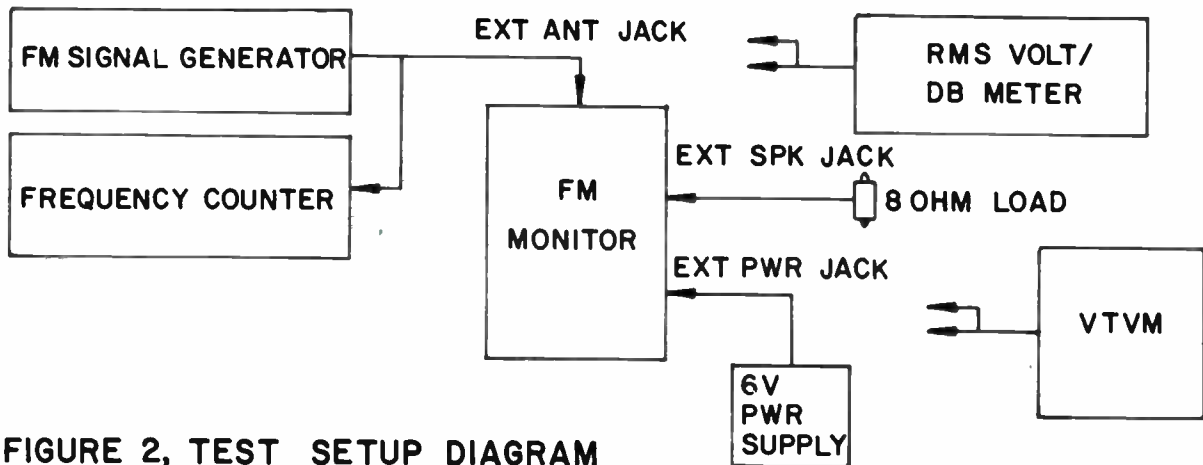 FM SIGNAL GENERATOR
EXT ANT JACK
RMS VOLT/
DB METER
FREQUENCY COUNTER
FM
MONITOR
EXT SPK JACK
8 OHM LOAD
EXT PWR JACK
VTVM
6V
PWR
SUPPLY
FIGURE 2, TEST SETUP DIAGRAM